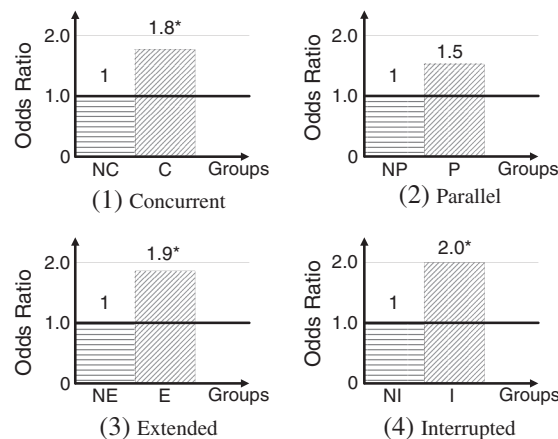 1.8*
2.0
1.5
1
1
Odds Ratio
1.0
0
NC C Groups
(1) Concurrent
2.0
Odds Ratio
1.0
0
NP P Groups
(2) Parallel
1.9*
2.0
1
Odds Ratio
1.0
0
NE E Groups
(3) Extended
2.0*
2.0
1
Odds Ratio
1.0
0
NI I Groups
(4) Interrupted